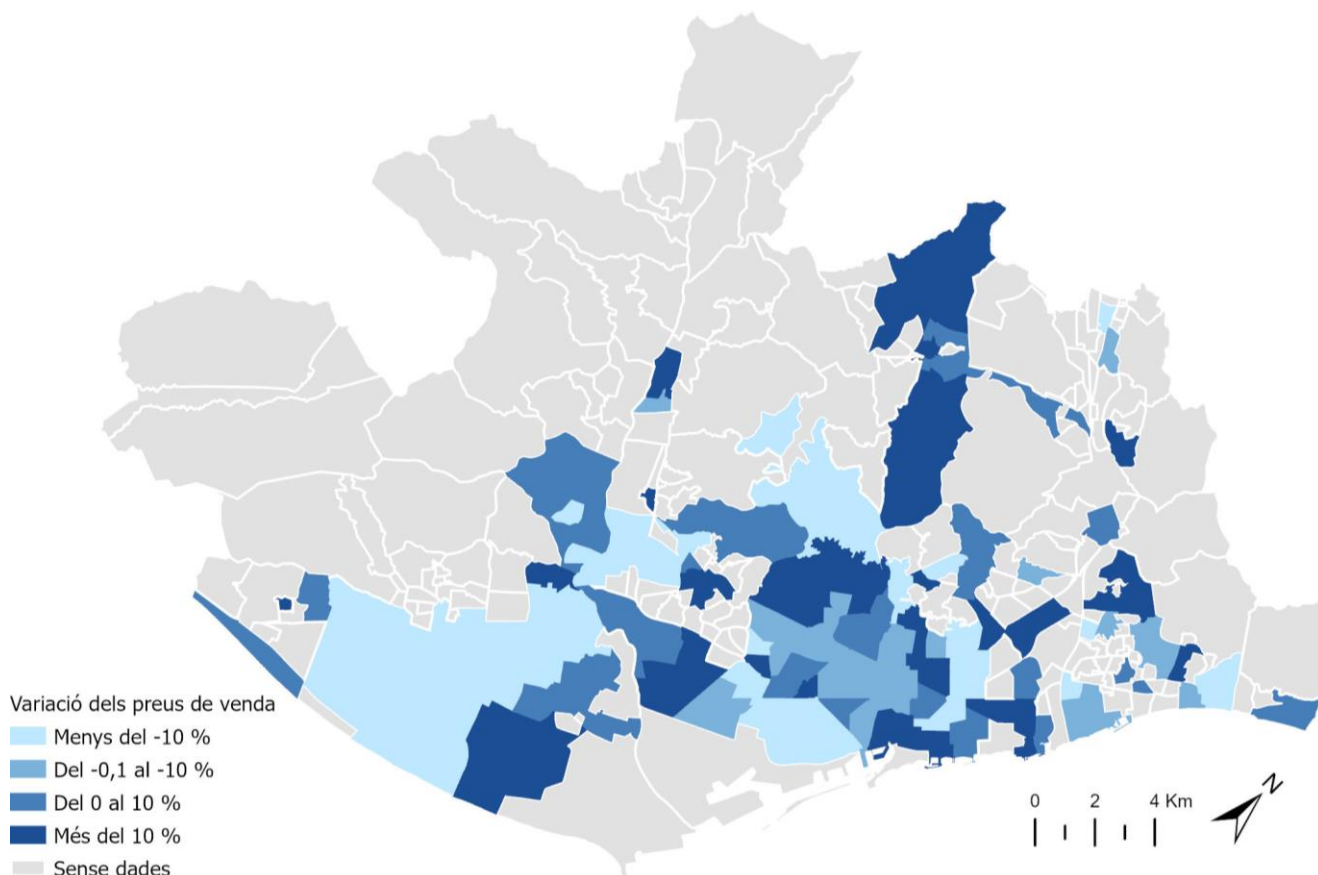 Variació dels preus de venda
Menys del -10 %
Del -0,1 al -10 %
Del 0 al 10 %
Més del 10 %
Sense dades
0 2 4 Km
N